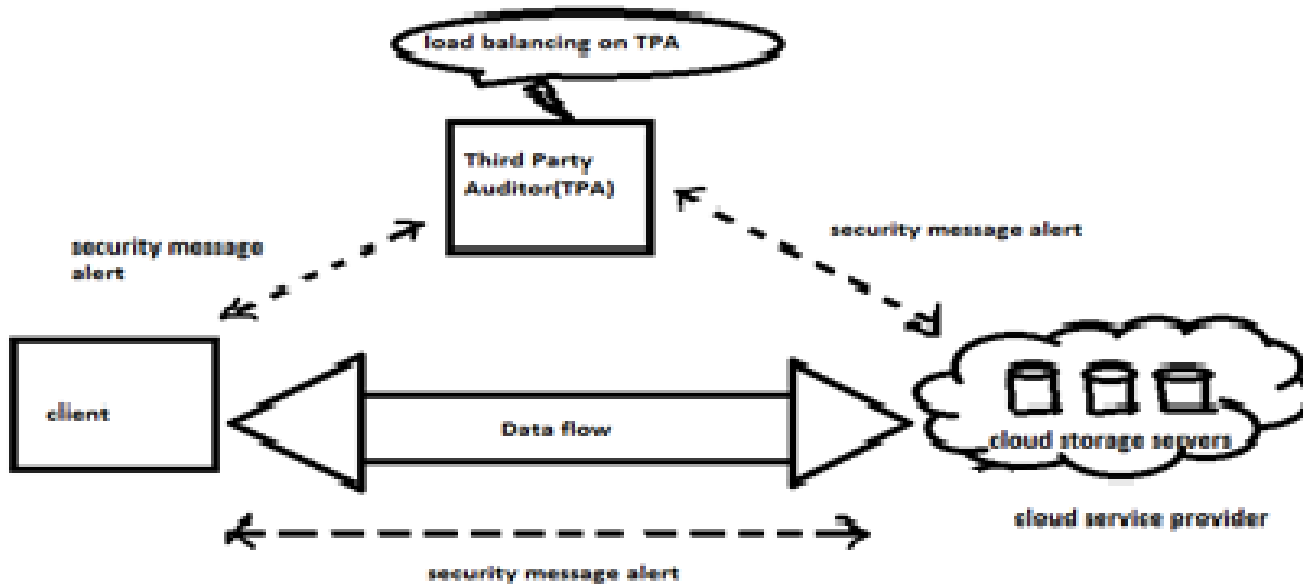 load balancing on TPA
Third Party
Auditor(TPA)
security message
alert
security message alert
client
Data flow
cloud storage servers
cloud service provider
security message alert